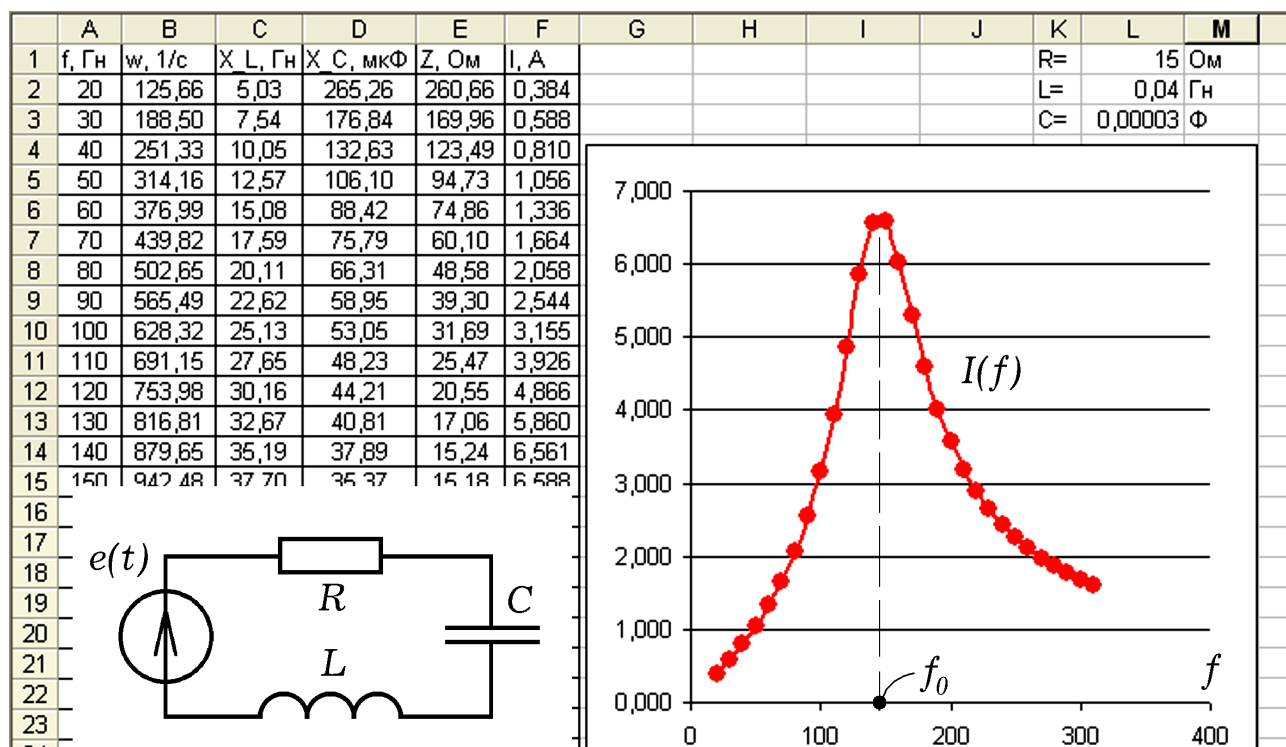 A B C D E F G H I J K L M
1 f, Гн w, 1/с X_L, Гн X_C, мкФ Z, Ом I, А R= 15 Ом
2 20 125,66 5,03 265,26 260,66 0,384 L= 0,04 Гн
3 30 188,50 7,54 176,84 169,96 0,588 C= 0,00003 Ф
4 40 251,33 10,05 132,63 123,49 0,810
5 50 314,16 12,57 106,10 94,73 1,056
6 60 376,99 15,08 88,42 74,86 1,336
7 70 439,82 17,59 75,79 60,10 1,664
8 80 502,65 20,11 66,31 48,58 2,058
9 90 565,49 22,62 58,95 39,30 2,544
10 100 628,32 25,13 53,05 31,69 3,155
11 110 691,15 27,65 48,23 25,47 3,926
12 120 753,98 30,16 44,21 20,55 4,866
13 130 816,81 32,67 40,81 17,06 5,860
14 140 879,65 35,19 37,89 15,24 6,561
15 150 942,48 37,70 35,37 15,18 6,588
16
17
18
19
20
21
22
23
e(t)
R
C
L
7,000
6,000
5,000
4,000
3,000
2,000
1,000
0,000
I(f)
f₀
f
0 100 200 300 400